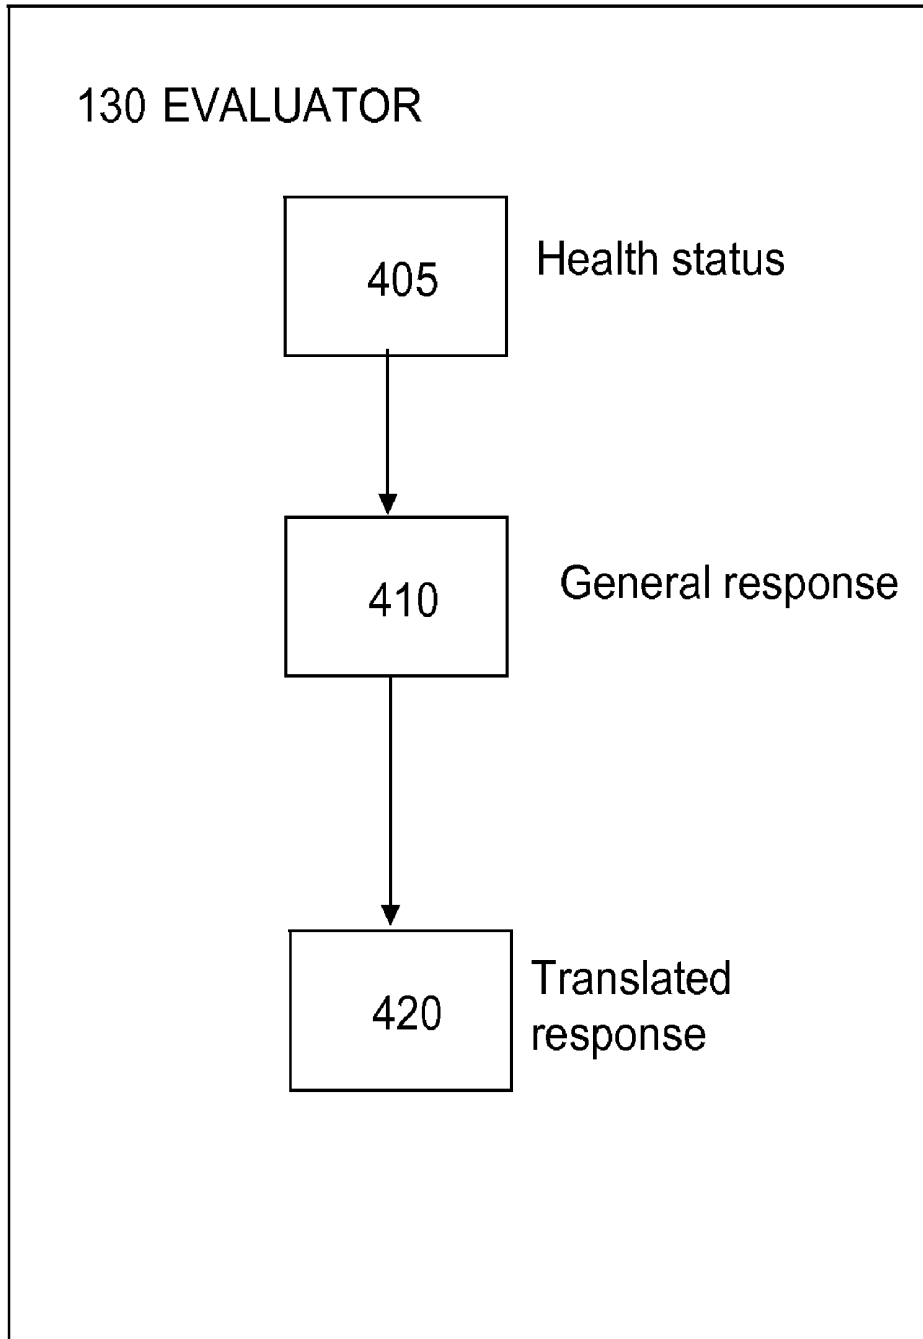 130 EVALUATOR
405
Health status
410
General response
420
Translated
response